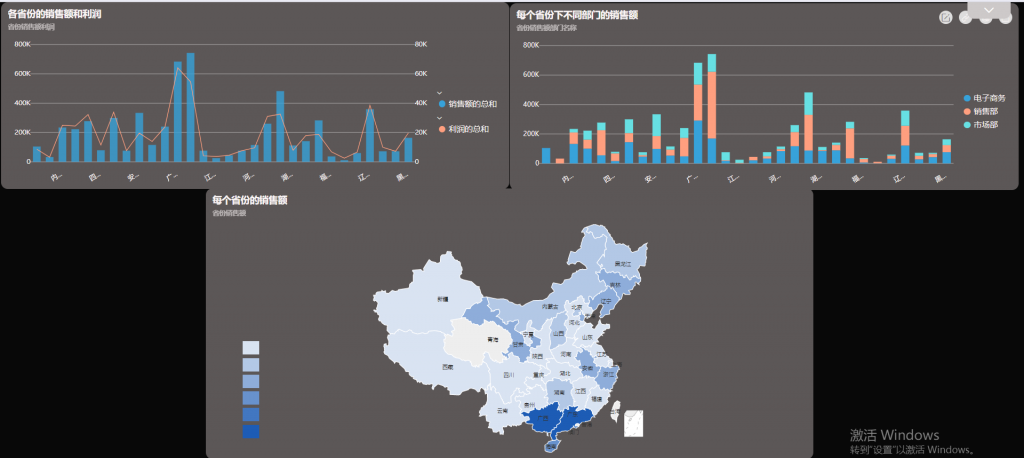 各省份的销售额和利润
省份销售额利润
800K
600K
400K
200K
0
80K
60K
40K
20K
0
内...
四...
安...
广...
江...
河...
湖...
福...
辽...
黑...
销售额的总和
利润的总和
每个省份下不同部门的销售额
省份销售额部门名称
800K
600K
400K
200K
0
内...
四...
安...
广...
江...
河...
湖...
福...
辽...
黑...
电子商务
销售部
市场部
每个省份的销售额
省份销售额
黑龙江
吉林
辽宁
新疆
内蒙古
北京
宁夏
河北
山西
山东
青海
甘肃
陕西
河南
江苏
西藏
四川
重庆
湖北
安徽
浙江
湖南
江西
贵州
福建
云南
广西
台湾
海南
激活 Windows
转到"设置"以激活 Windows。